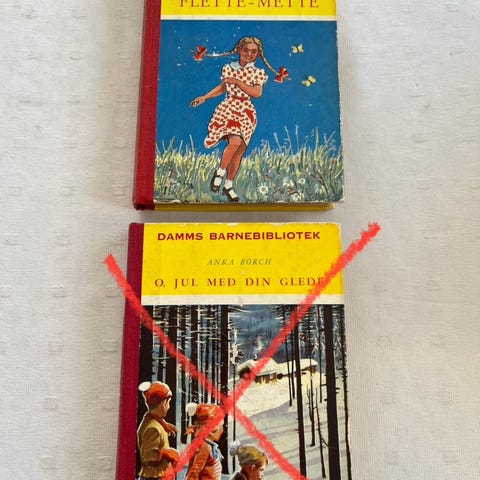 FLETTE-METTE
DAMMS BARNEBIBLIOTEK
ANKA BORCH
O, JUL MED DIN GLEDE